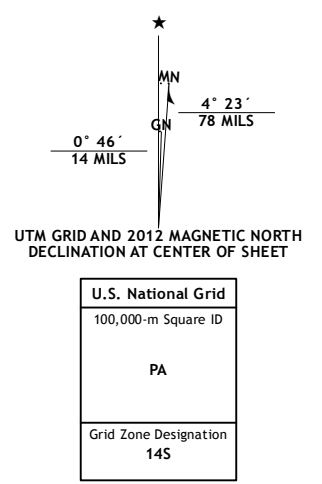 MN
4° 23´
78 MILS
GN
0° 46´
14 MILS
UTM GRID AND 2012 MAGNETIC NORTH
DECLINATION AT CENTER OF SHEET
U.S. National Grid
100,000-m Square ID
PA
Grid Zone Designation
14S